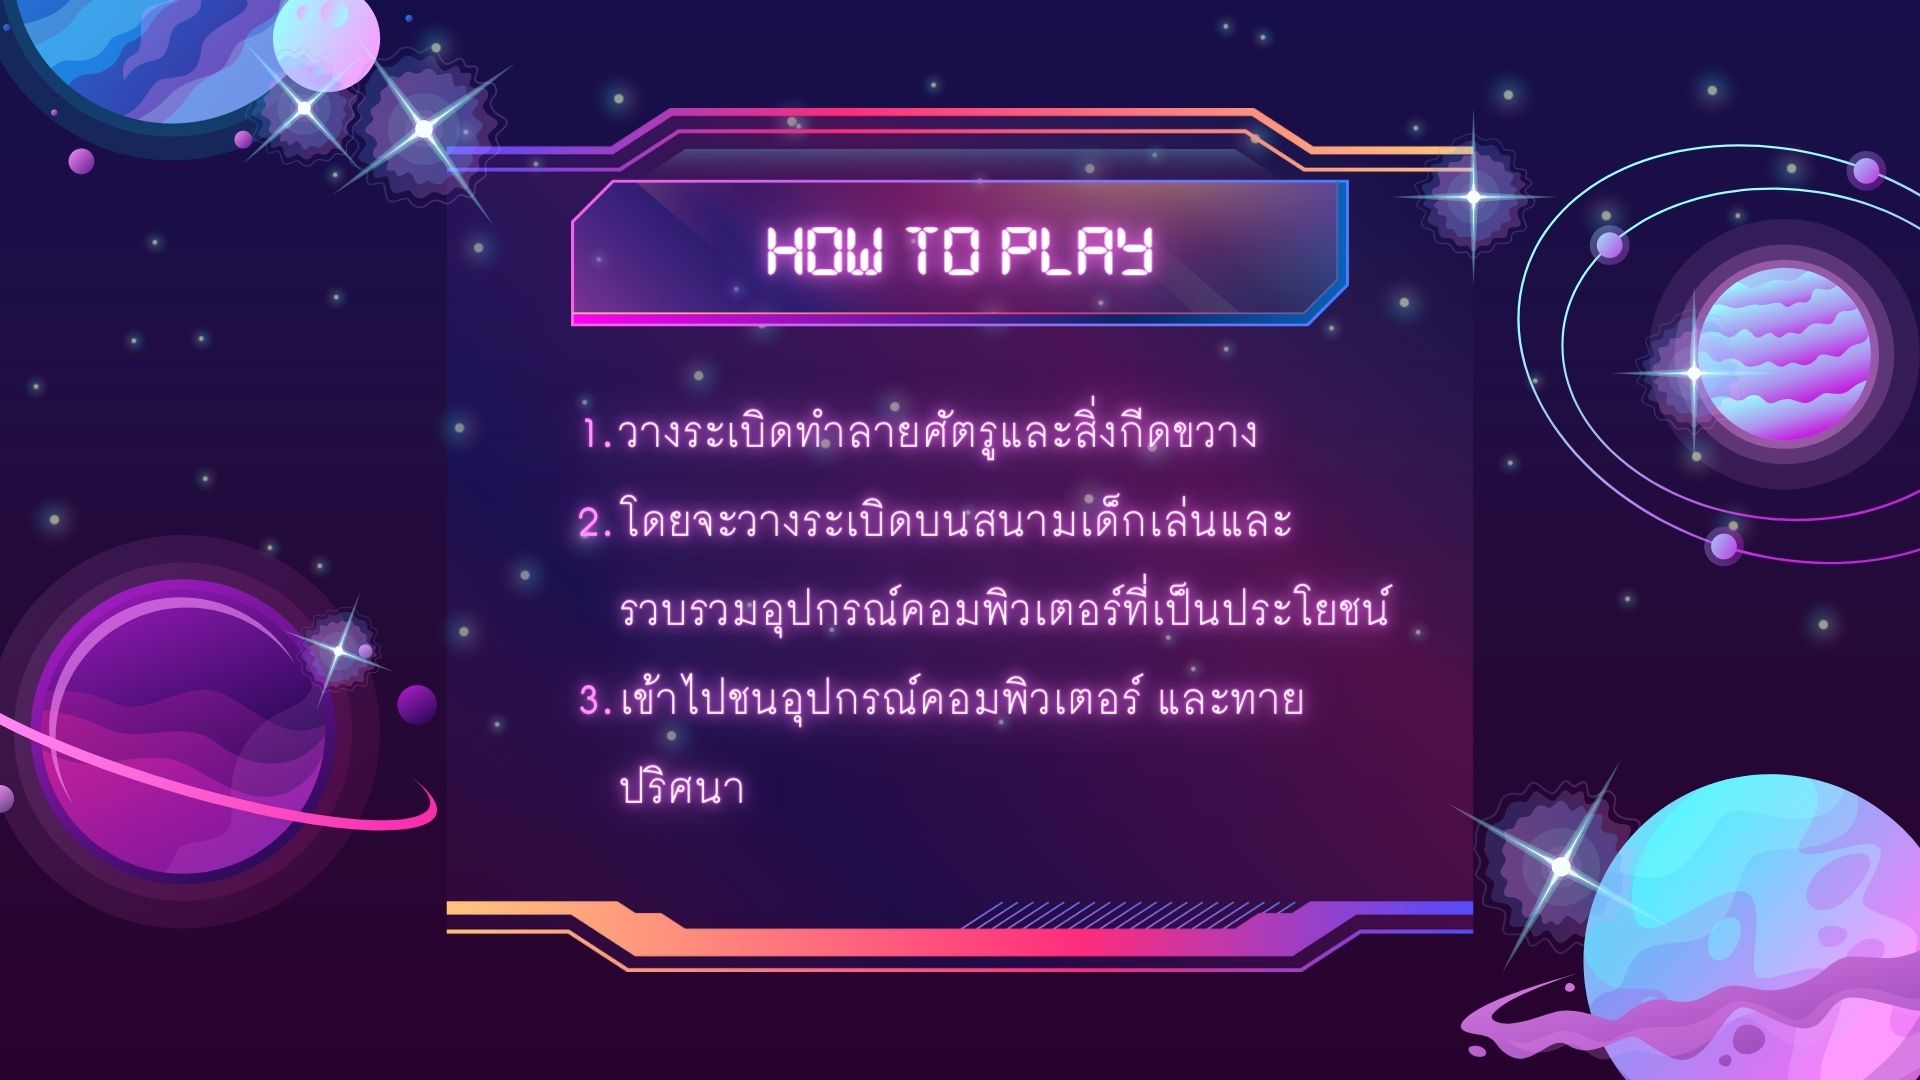 HOW TO PLAY
1. วางระเบิดทำลายศัตรูและสิ่งกีดขวาง
2. โดยจะวางระเบิดบนสนามเด็กเล่นและ
รวบรวมอุปกรณ์คอมพิวเตอร์ที่เป็นประโยชน์
3. เข้าไปชนอุปกรณ์คอมพิวเตอร์ และทาย
ปริศนา